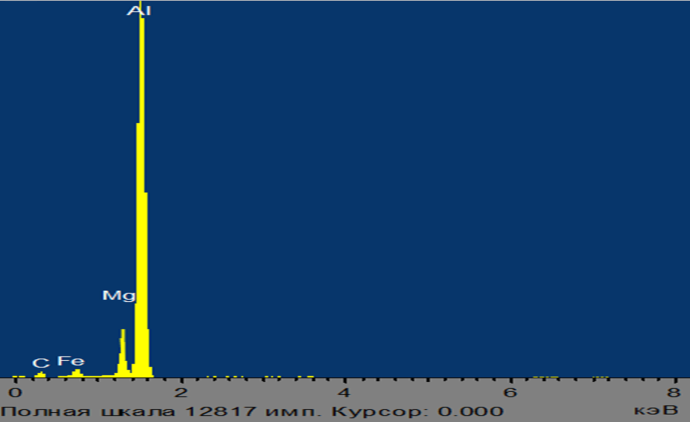 Al
Mg
C Fe
0 2 4 6 8
Полная шкала 12817 имп. Курсор: 0.000 кэВ